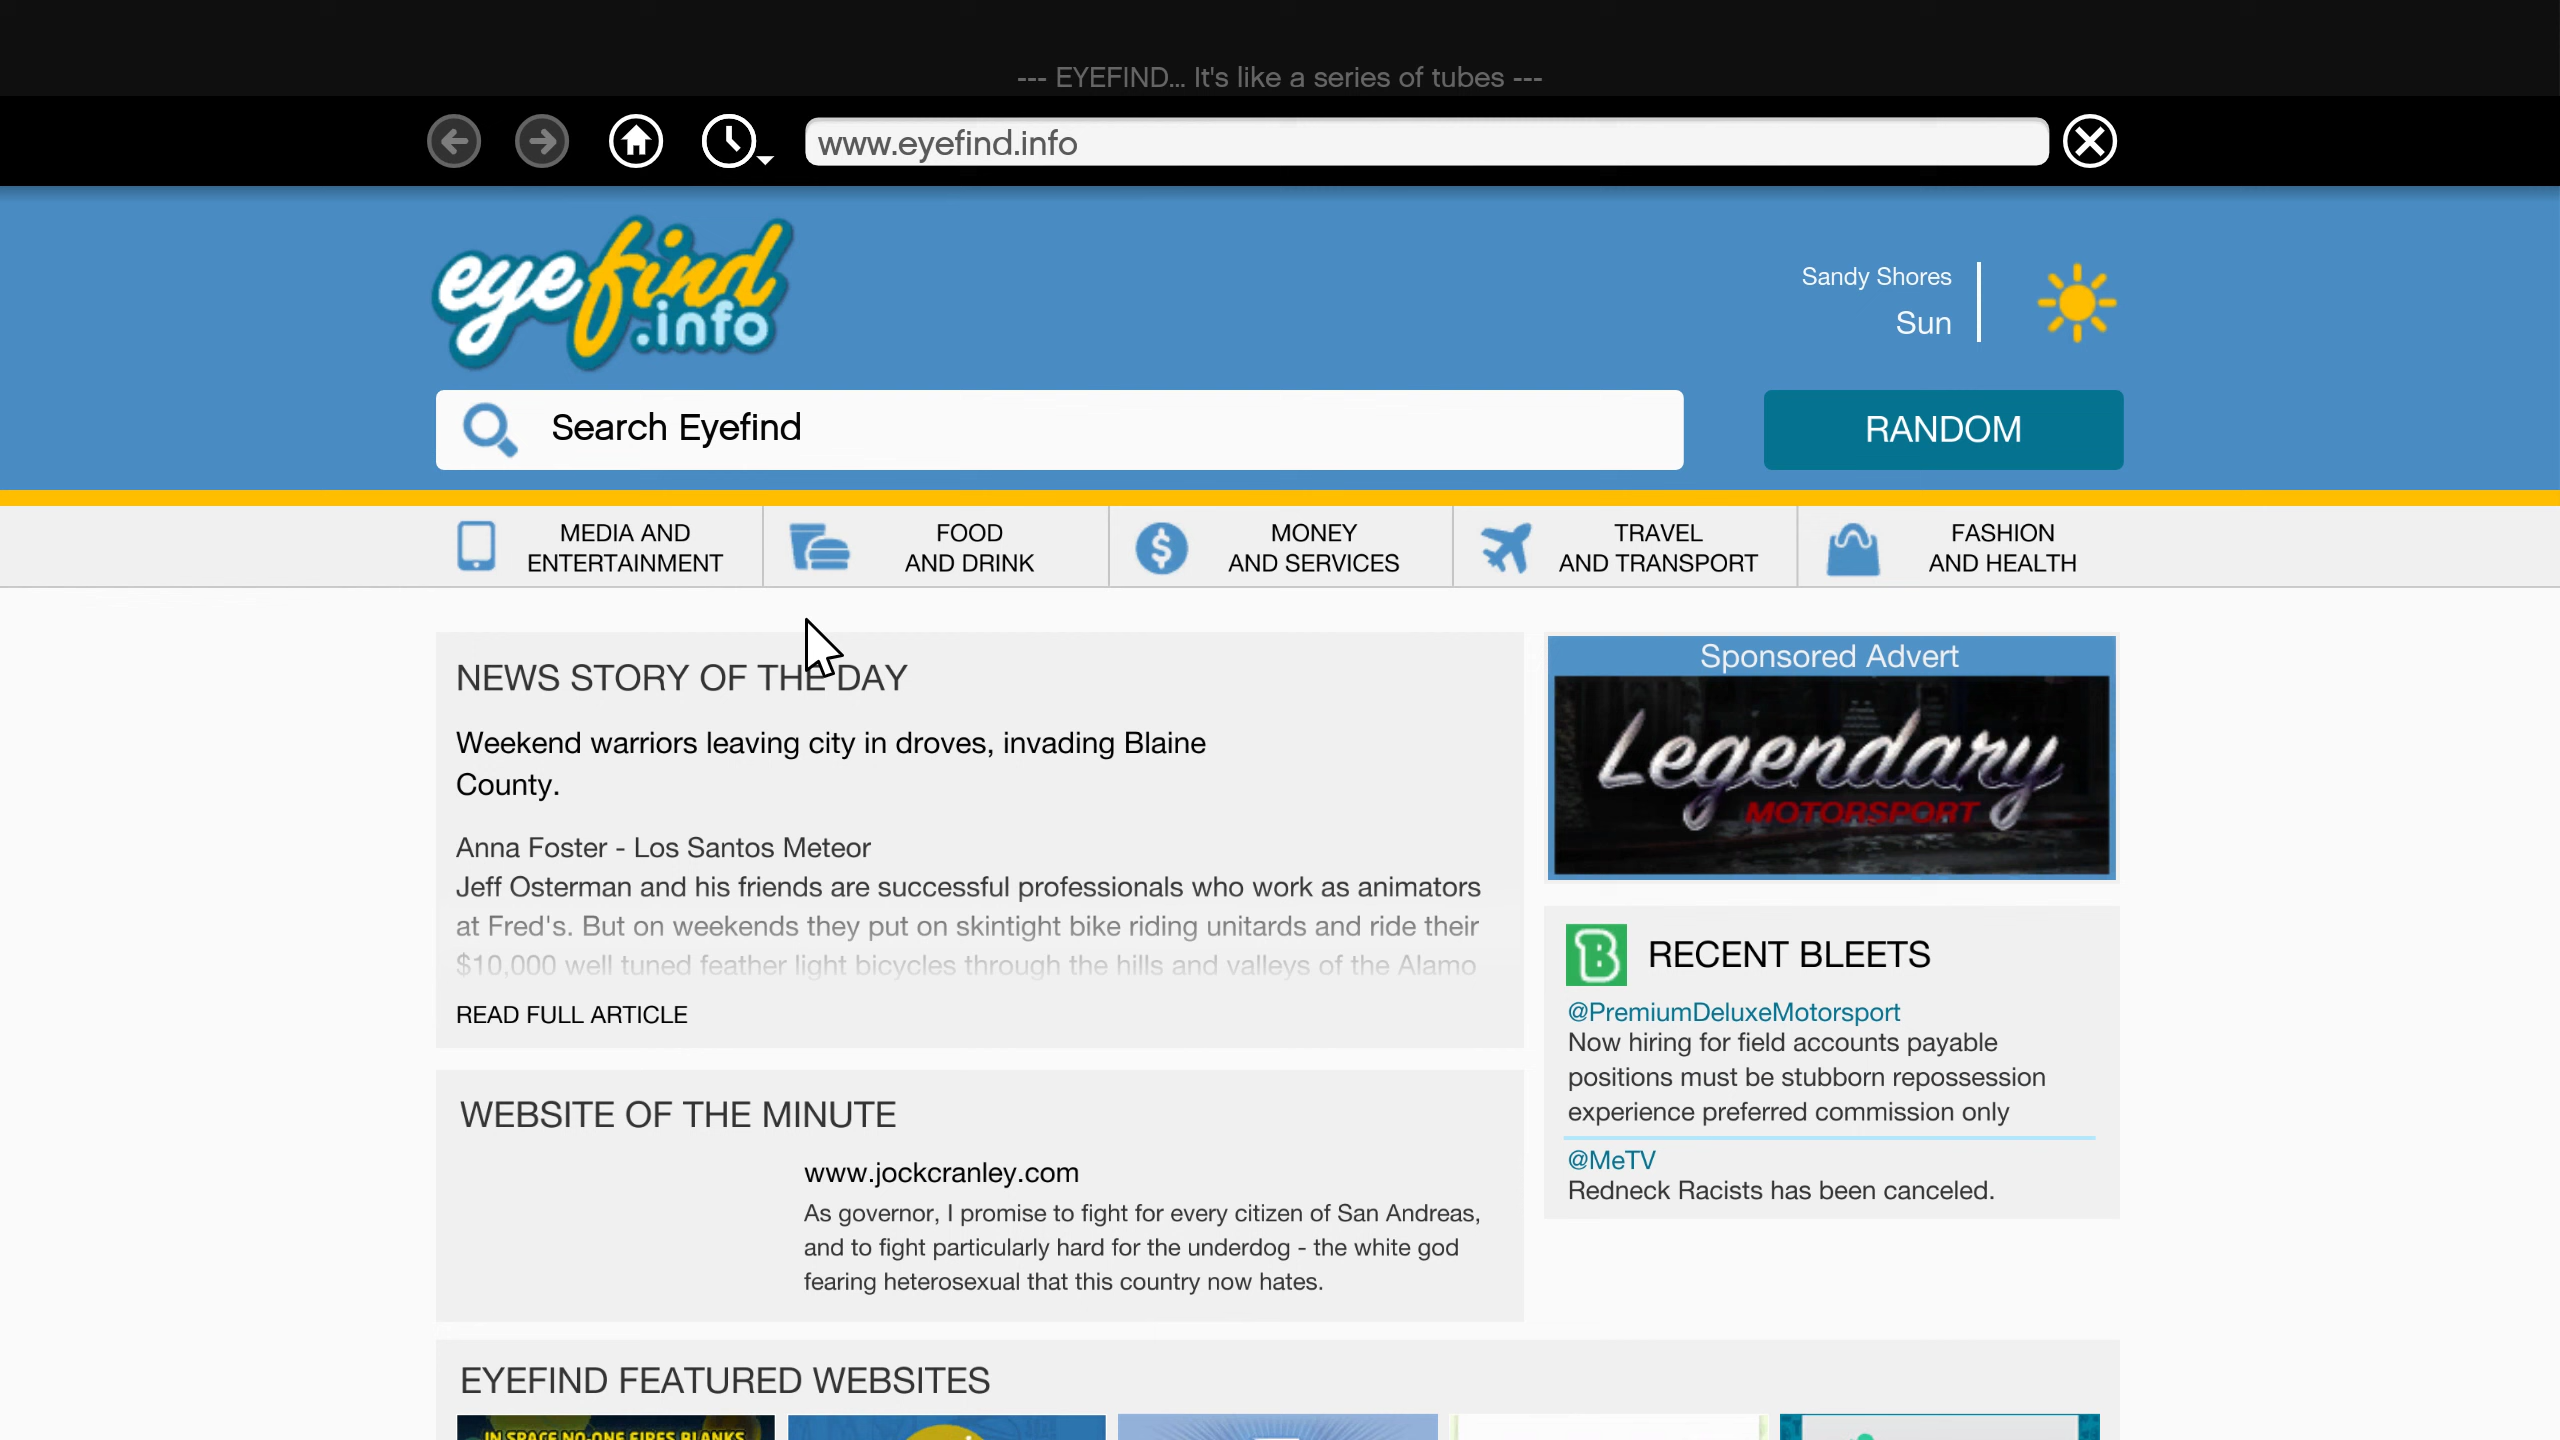 --- EYEFIND... It's like a series of tubes ---
www.eyefind.info
eyefind
.info
Sandy Shores
Sun
Search Eyefind
RANDOM
MEDIA AND
ENTERTAINMENT
FOOD
AND DRINK
MONEY
AND SERVICES
TRAVEL
AND TRANSPORT
FASHION
AND HEALTH
NEWS STORY OF THE DAY
Weekend warriors leaving city in droves, invading Blaine
County.
Anna Foster - Los Santos Meteor
Jeff Osterman and his friends are successful professionals who work as animators
at Fred's. But on weekends they put on skintight bike riding unitards and ride their
$10,000 well tuned feather light bicycles through the hills and valleys of the Alamo
READ FULL ARTICLE
Sponsored Advert
Legendary
MOTORSPORT
B
RECENT BLEETS
@PremiumDeluxeMotorsport
Now hiring for field accounts payable
positions must be stubborn repossession
experience preferred commission only
@MeTV
Redneck Racists has been canceled.
WEBSITE OF THE MINUTE
www.jockcranley.com
As governor, I promise to fight for every citizen of San Andreas,
and to fight particularly hard for the underdog - the white god
fearing heterosexual that this country now hates.
EYEFIND FEATURED WEBSITES
IN SPACE NO-ONE FIRES BLANKS